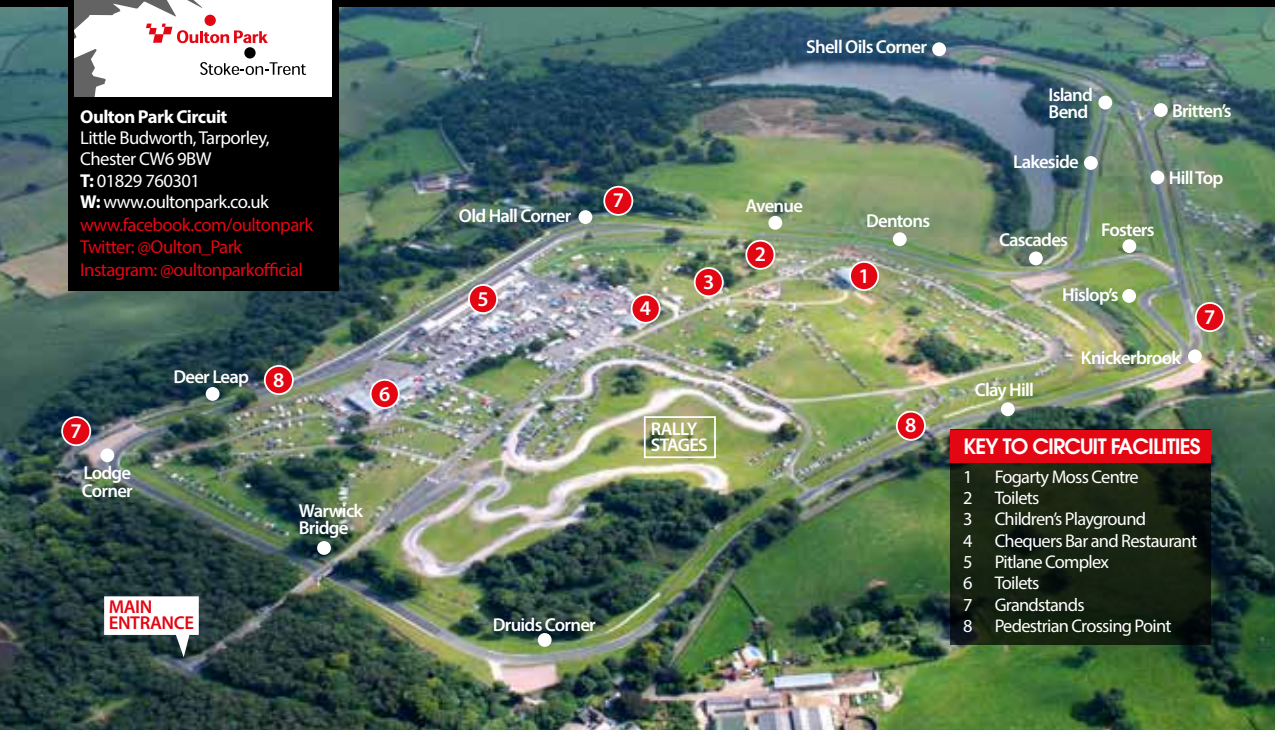 Oulton Park
Stoke-on-Trent
Oulton Park Circuit
Little Budworth, Tarporley,
Chester CW6 9BW
T: 01829 760301
W: www.oultonpark.co.uk
www.facebook.com/oultonpark
Twitter: @Oulton_Park
Instagram: @oultonparkofficial
Shell Oils Corner
Island
Bend
Britten's
Lakeside
Hill Top
Old Hall Corner
7
Avenue
Dentons
Cascades
Fosters
2
1
3
Hislop's
5
4
7
Knickerbrook
Deer Leap
8
6
Clay Hill
7
8
RALLY
STAGES
Lodge
Corner
Warwick
Bridge
MAIN
ENTRANCE
Druids Corner
KEY TO CIRCUIT FACILITIES
1 Fogarty Moss Centre
2 Toilets
3 Children's Playground
4 Chequers Bar and Restaurant
5 Pitlane Complex
6 Toilets
7 Grandstands
8 Pedestrian Crossing Point